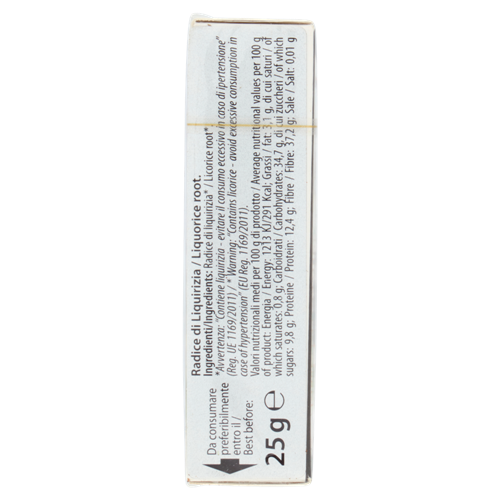 Radice di Liquirizia / Liquorice root.
Ingredienti/Ingredients: Radice di liquirizia* / Licorice root*
*Avvertenza: "Contiene liquirizia - evitare il consumo eccessivo in caso di ipertensione"
(Reg. UE 1169/2011) / * Warning: "Contains licorice - avoid excessive consumption in
case of hypertension" (EU Reg. 1169/2011).
Valori nutrizionali medi per 100 g di prodotto / Average nutritional values per 100 g
of product: Energia / Energy: 1213 KJ/291 Kcal; Grassi / fat: 3,1 g, di cui saturi / of
which saturates: 0,8 g; Carboidrati / Carbohydrates: 34,7 g, di cui zuccheri / of which
sugars: 9,8 g; Proteine / Protein: 12,4 g; Fibre / Fibre: 37,2 g; Sale / Salt: 0,01 g
Da consumare
preferibilmente
entro il /
Best before:
25 g ℮